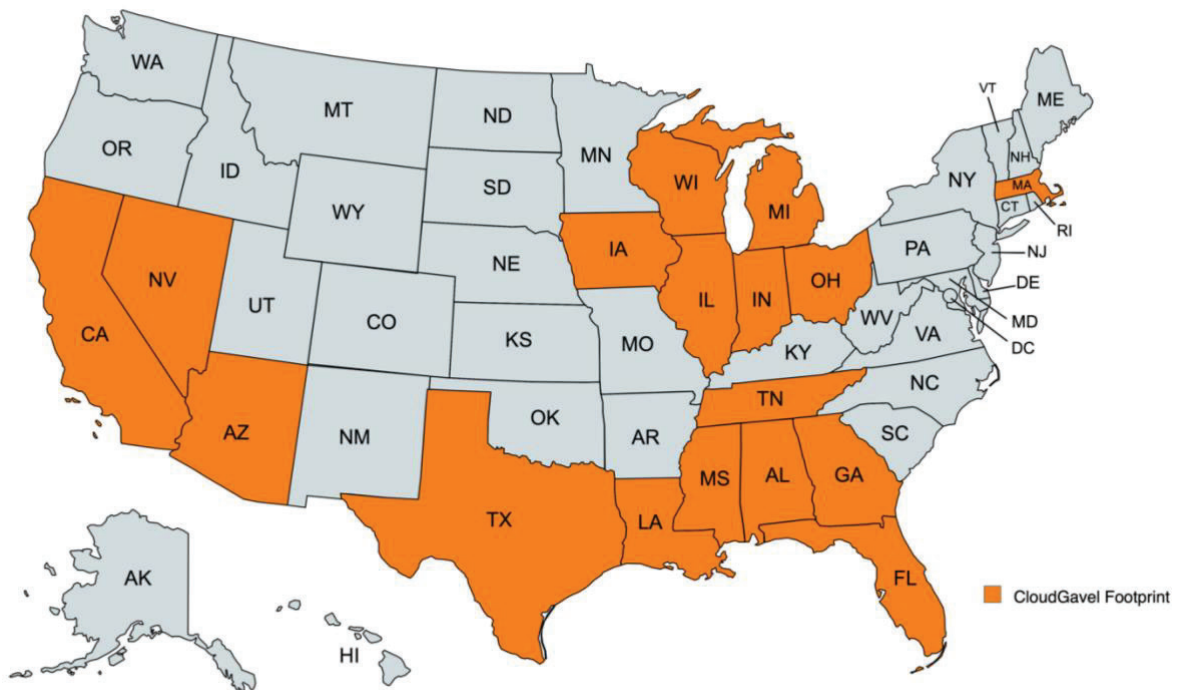 WA
MT
ND
MN
VT
ME
OR
ID
SD
WI
NY
NH
MA
WY
MI
CT
RI
NV
NE
IA
PA
NJ
CA
UT
CO
IL
IN
OH
DE
KS
MO
WV
VA
MD
KY
DC
AZ
NM
OK
AR
TN
NC
SC
TX
LA
MS
AL
GA
FL
AK
HI
CloudGavel Footprint